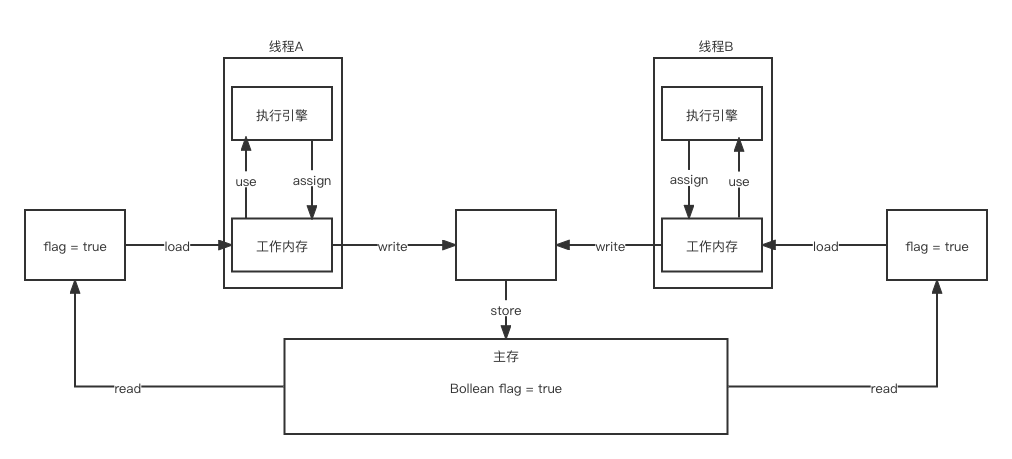 线程A
线程B
执行引擎
执行引擎
use
assign
assign
use
flag = true
load
工作内存
write
write
工作内存
load
flag = true
store
主存
read
Bollean flag = true
read